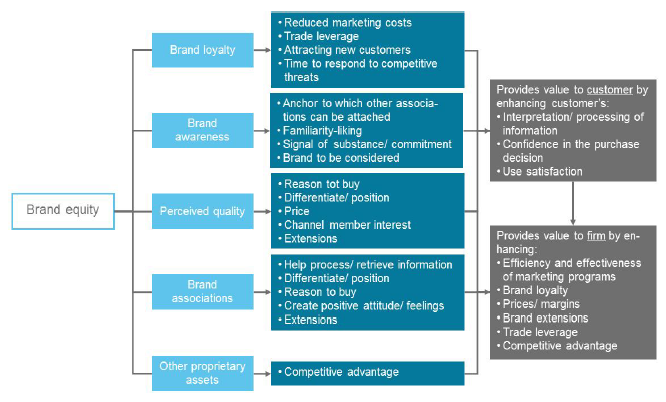 Brand equity
Brand loyalty
• Reduced marketing costs
• Trade leverage
• Attracting new customers
• Time to respond to competitive
threats
Brand
awareness
• Anchor to which other associa-
tions can be attached
• Familiarity-liking
• Signal of substance/ commitment
• Brand to be considered
Perceived quality
• Reason tot buy
• Differentiate/ position
• Price
• Channel member interest
• Extensions
Brand
associations
• Help process/ retrieve information
• Differentiate/ position
• Reason to buy
• Create positive attitude/ feelings
• Extensions
Other proprietary
assets
• Competitive advantage
Provides value to customer by
enhancing customer's:
• Interpretation/ processing of
information
• Confidence in the purchase
decision
• Use satisfaction
Provides value to firm by en-
hancing:
• Efficiency and effectiveness
of marketing programs
• Brand loyalty
• Prices/ margins
• Brand extensions
• Trade leverage
• Competitive advantage